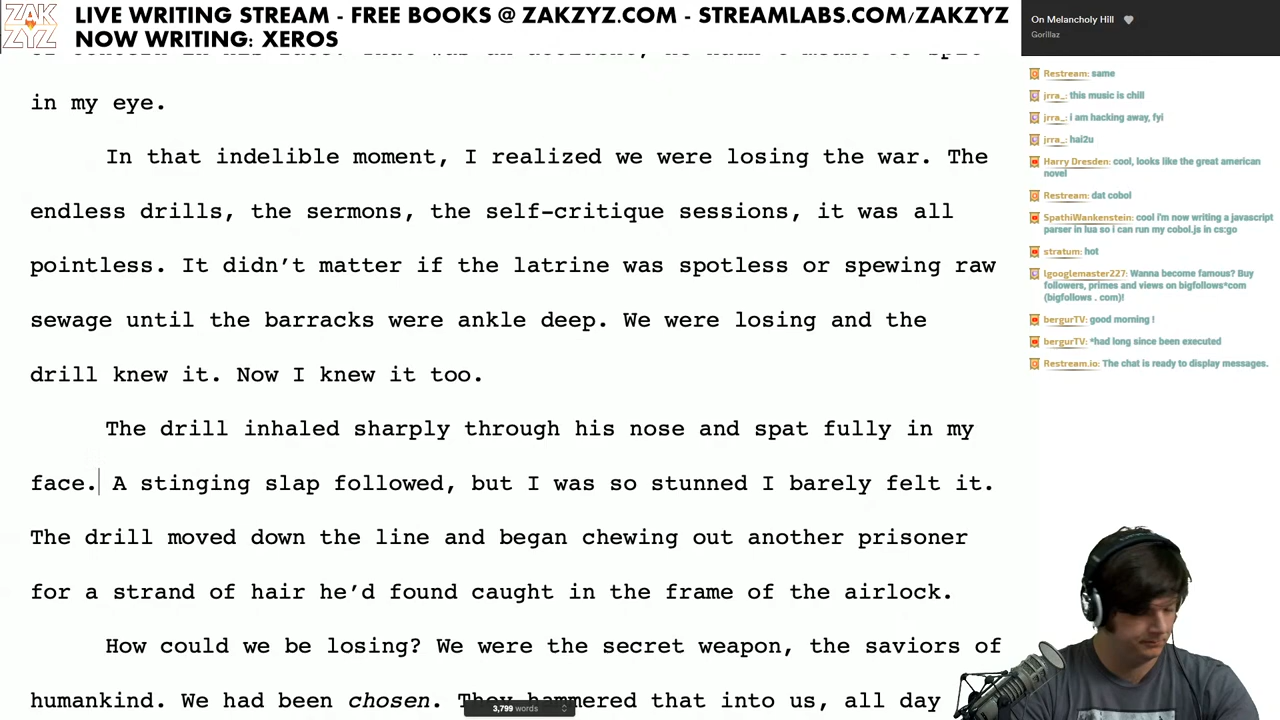 ZAK
ZYZ
LIVE WRITING STREAM - FREE BOOKS @ ZAKZYZ.COM - STREAMLABS.COM/ZAKZYZ
NOW WRITING: XEROS
in my eye.
In that indelible moment, I realized we were losing the war. The
endless drills, the sermons, the self-critique sessions, it was all
pointless. It didn’t matter if the latrine was spotless or spewing raw
sewage until the barracks were ankle deep. We were losing and the
drill knew it. Now I knew it too.
The drill inhaled sharply through his nose and spat fully in my
face. A stinging slap followed, but I was so stunned I barely felt it.
The drill moved down the line and began chewing out another prisoner
for a strand of hair he’d found caught in the frame of the airlock.
How could we be losing? We were the secret weapon, the saviors of
humankind. We had been chosen. They hammered that into us, all day
3,799 words
On Melancholy Hill
Gorillaz
Restream: same
jrra_: this music is chill
jrra_: i am hacking away, fyi
jrra_: hai2u
Harry Dresden: cool, looks like the great american
novel
Restream: dat cobol
SpathiWankenstein: cool i'm now writing a javascript
parser in lua so i can run my cobol.js in cs:go
stratum: hot
lgooglemaster227: Wanna become famous? Buy
followers, primes and views on bigfollows*com
(bigfollows . com)!
bergurTV: good morning !
bergurTV: *had long since been executed
Restream.io: The chat is ready to display messages.